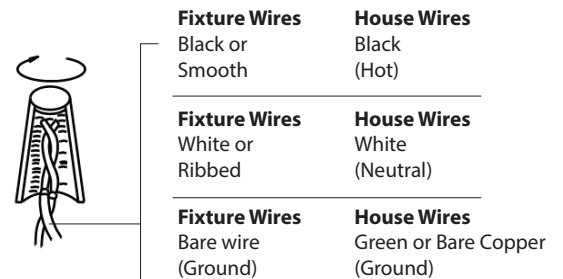 Fixture Wires House Wires
Black or Black
Smooth (Hot)
Fixture Wires House Wires
White or White
Ribbed (Neutral)
Fixture Wires House Wires
Bare wire Green or Bare Copper
(Ground) (Ground)